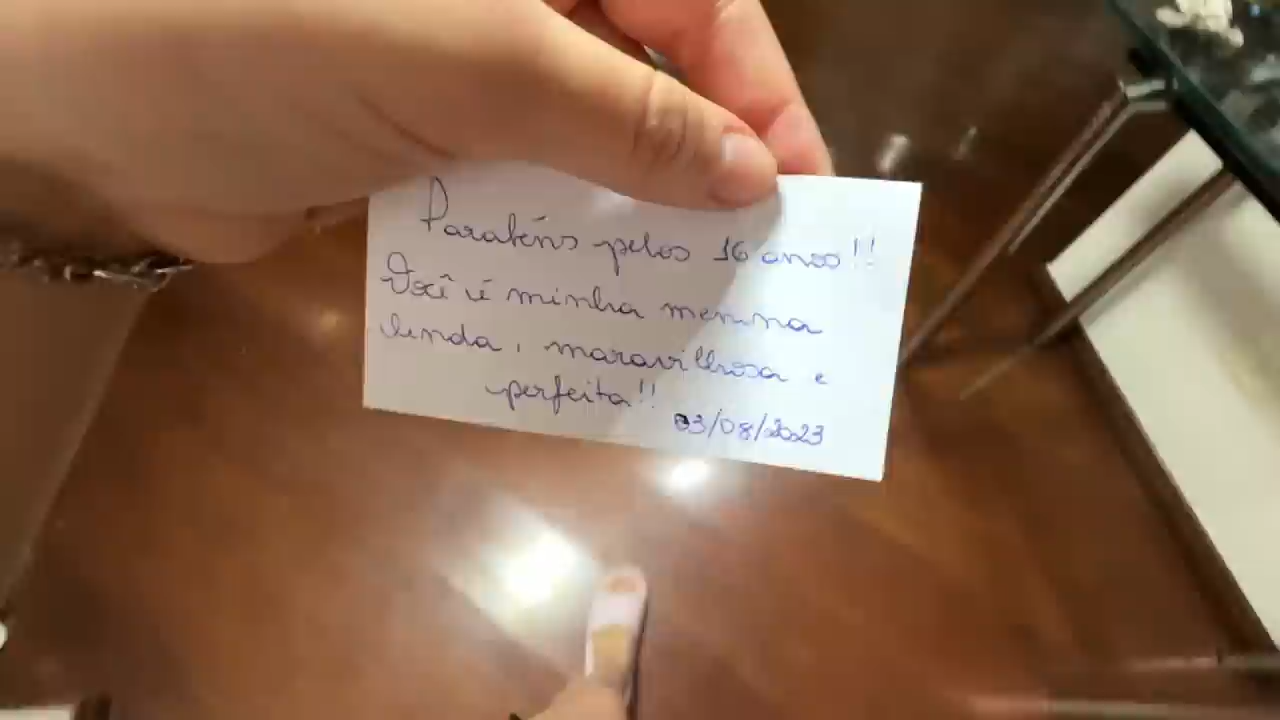 Parabéns pelos 16 anos!!
Você é minha menina
linda, maravilhosa e
perfeita!!
03/08/2023